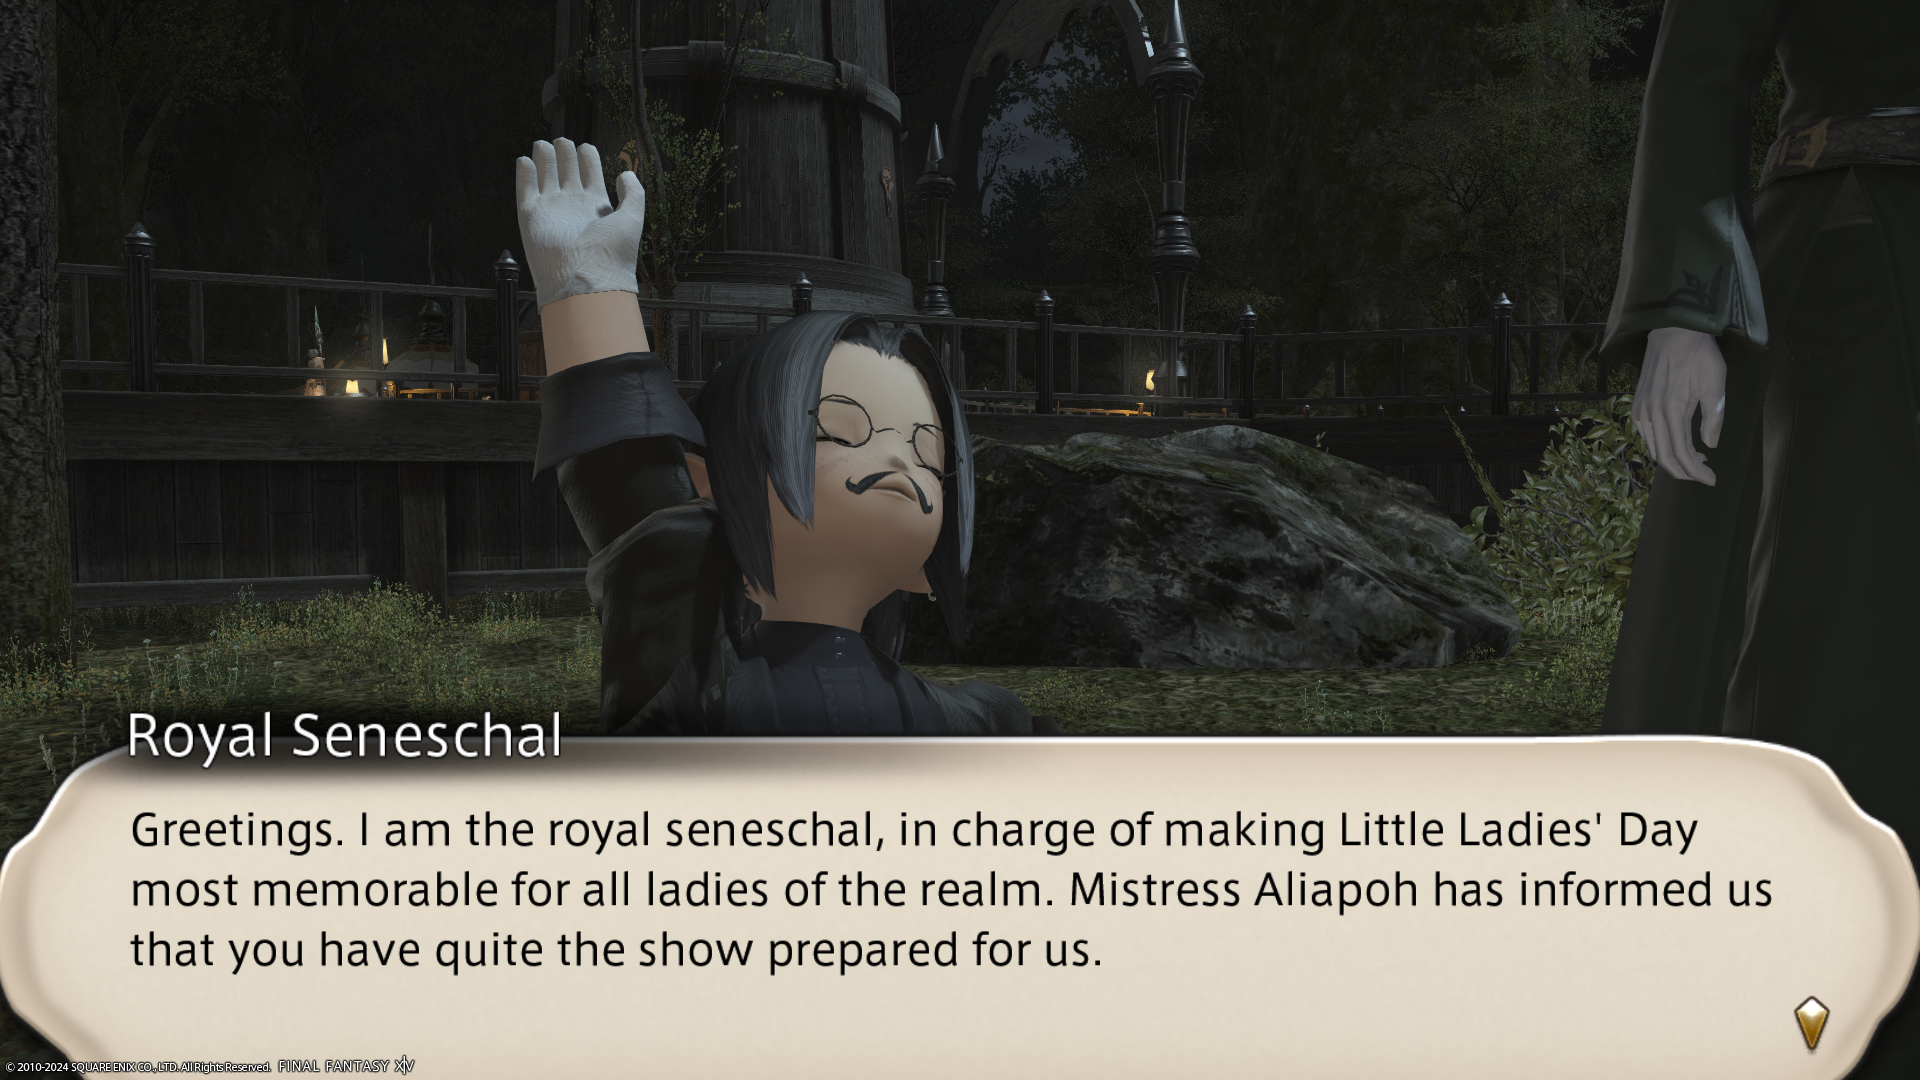 Royal Seneschal
Greetings. I am the royal seneschal, in charge of making Little Ladies' Day
most memorable for all ladies of the realm. Mistress Aliapoh has informed us
that you have quite the show prepared for us.
© 2010-2024 SQUARE ENIX CO., LTD. All Rights Reserved. FINAL FANTASY XIV